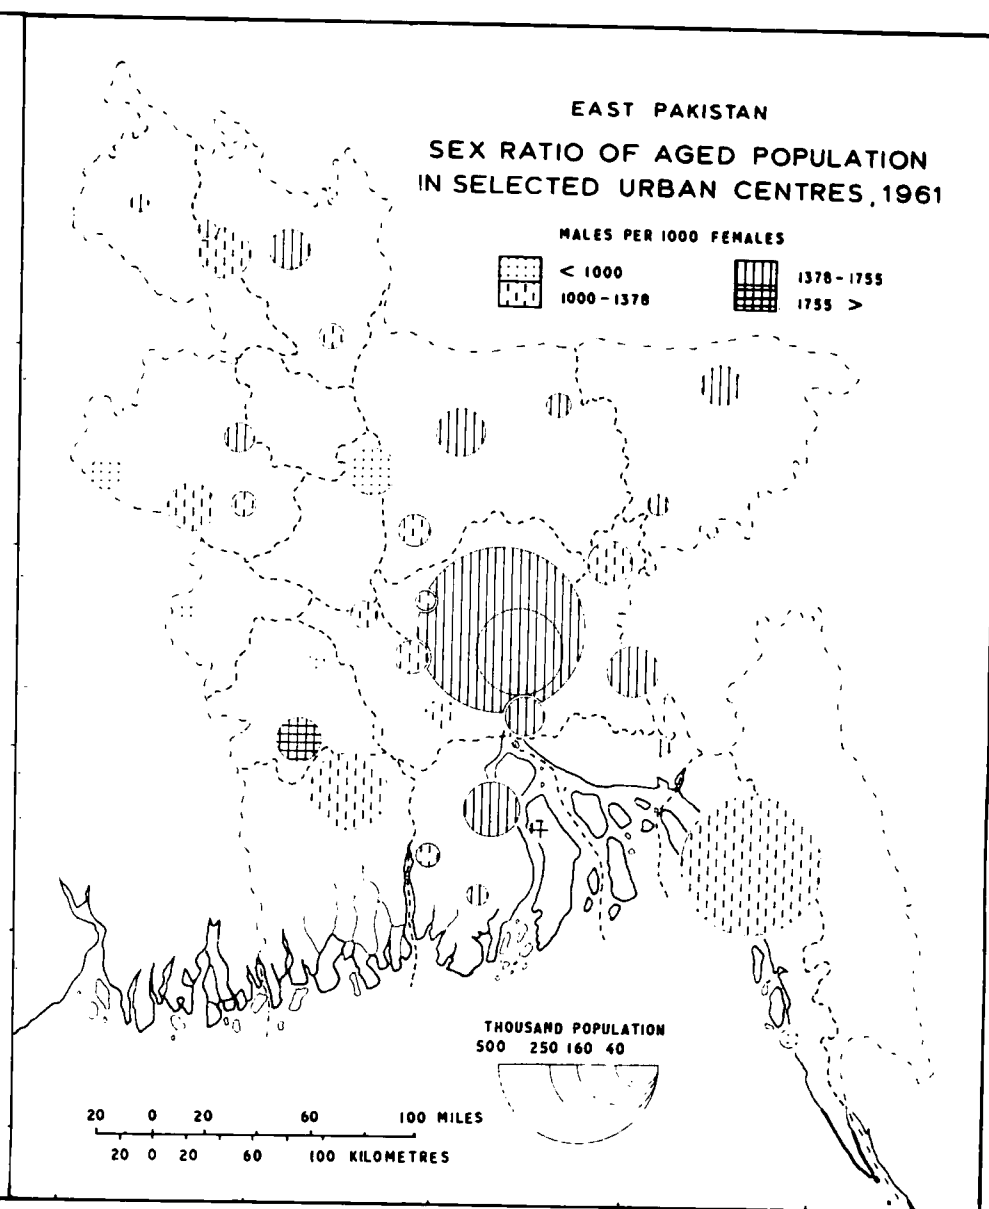 EAST PAKISTAN
SEX RATIO OF AGED POPULATION
IN SELECTED URBAN CENTRES, 1961
MALES PER 1000 FEMALES
< 1000
1000-1378
1378-1755
1755 >
THOUSAND POPULATION
500 250 160 40
20 0 20 60 100 MILES
20 0 20 60 100 KILOMETRES